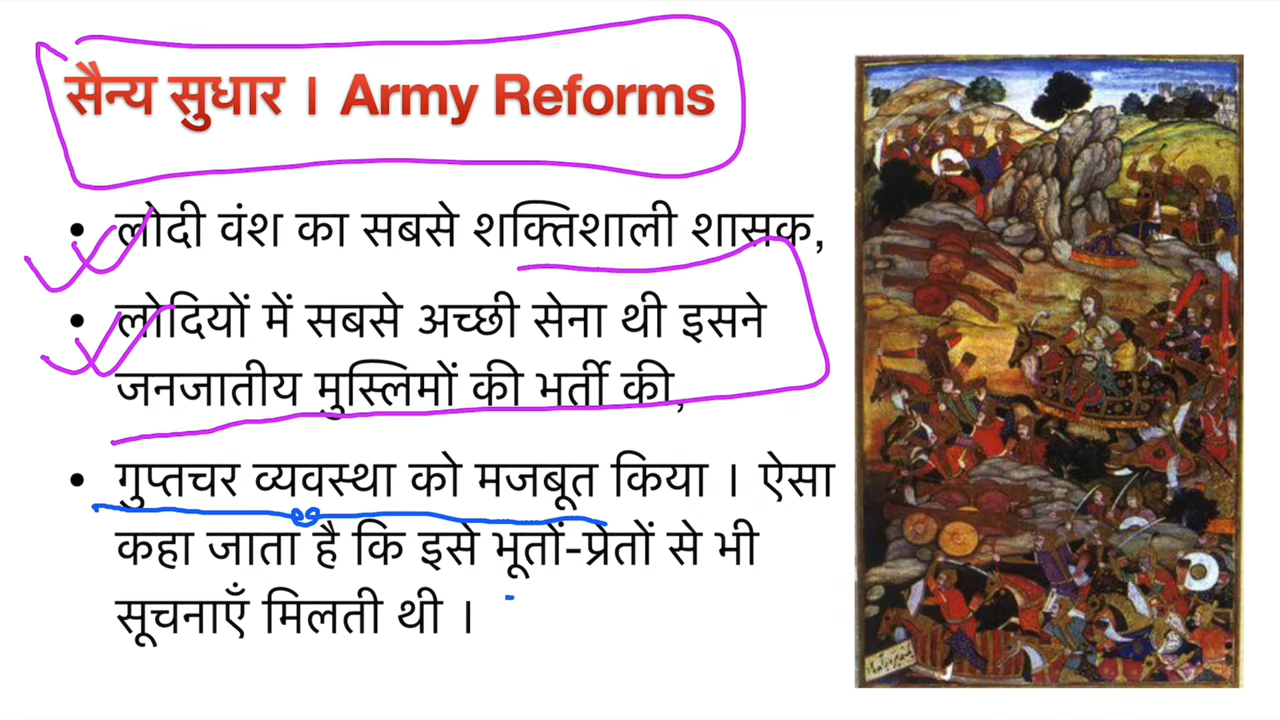 सैन्य सुधार । Army Reforms
• लोदी वंश का सबसे शक्तिशाली शासक,
• लोदियों में सबसे अच्छी सेना थी इसने
जनजातीय मुस्लिमों की भर्ती की,
• गुप्तचर व्यवस्था को मजबूत किया । ऐसा
कहा जाता है कि इसे भूतों-प्रेतों से भी
सूचनाएँ मिलती थी ।